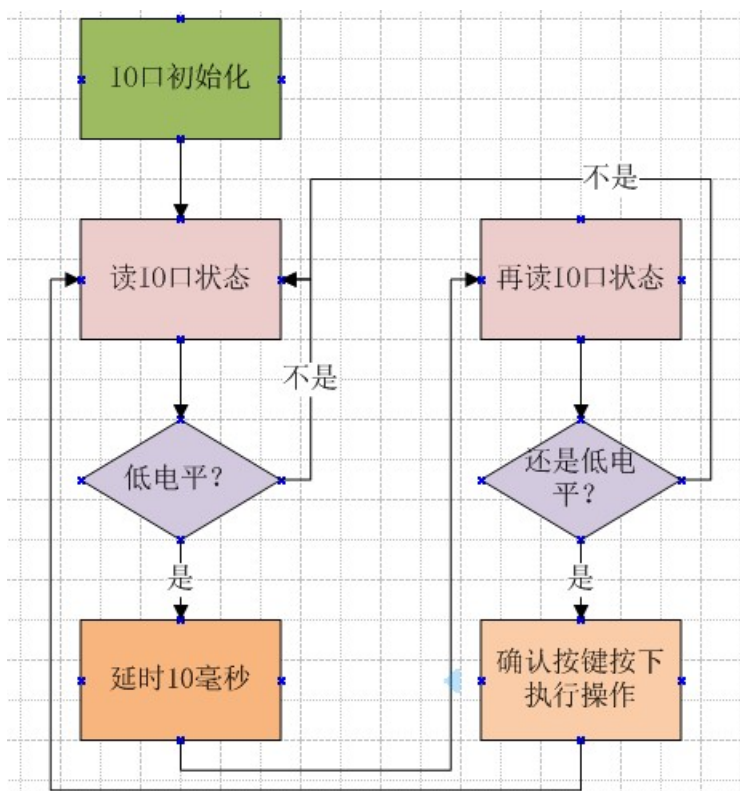 IO口初始化
不是
读IO口状态
再读IO口状态
不是
低电平？
还是低电
平？
是
是
延时10毫秒
确认按键按下
执行操作